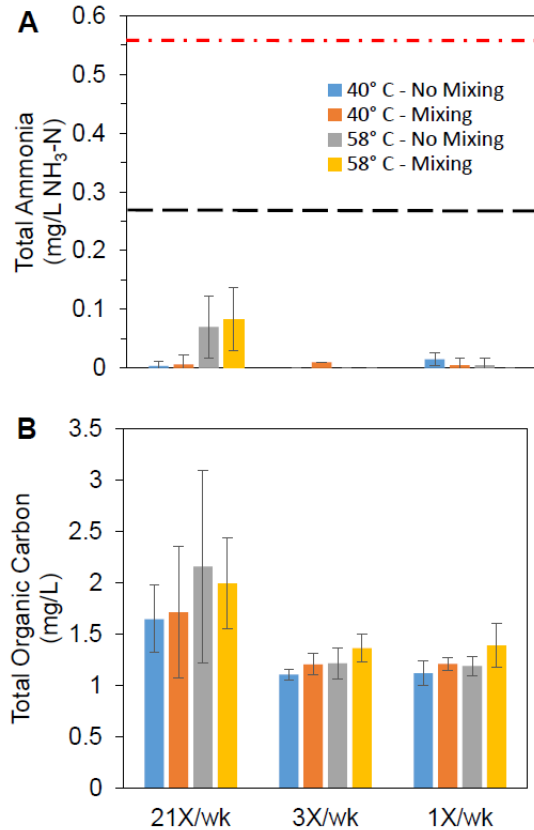 A
Total Ammonia
(mg/L NH3-N)
0.6
0.5
0.4
0.3
0.2
0.1
0
40° C - No Mixing
40° C - Mixing
58° C - No Mixing
58° C - Mixing
B
Total Organic Carbon
(mg/L)
3.5
3
2.5
2
1.5
1
0.5
0
21X/wk
3X/wk
1X/wk